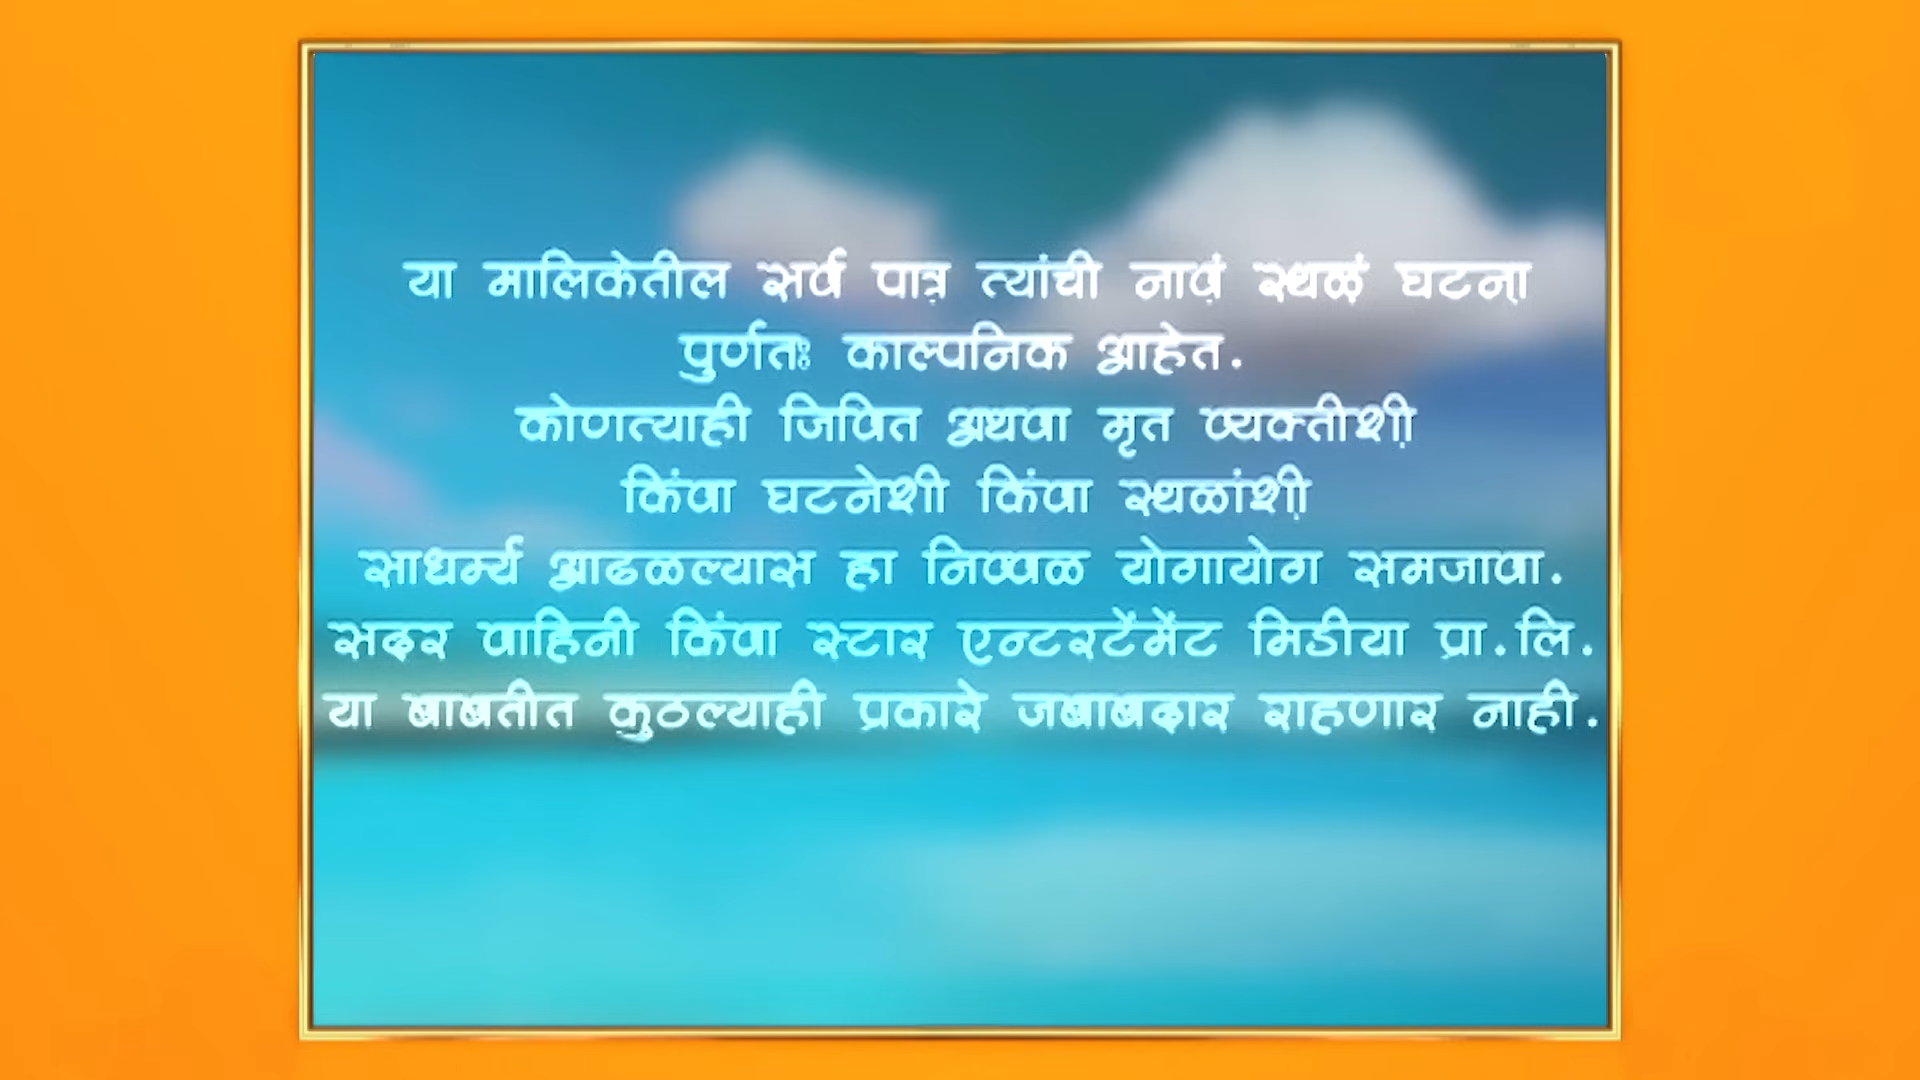 या मालिकेतील सर्व पात्र त्यांची नावं स्थळं घटना
पुर्णतः काल्पनिक आहेत.
कोणत्याही जिवित अथवा मृत व्यक्तीशी
किंवा घटनेशी किंवा स्थळांशी
साधर्म्य आढळल्यास हा निव्वळ योगायोग समजावा.
सदर वाहिनी किंवा स्टार एन्टरटेंमेंट मिडीया प्रा.लि.
या बाबतीत कुठल्याही प्रकारे जबाबदार राहणार नाही.